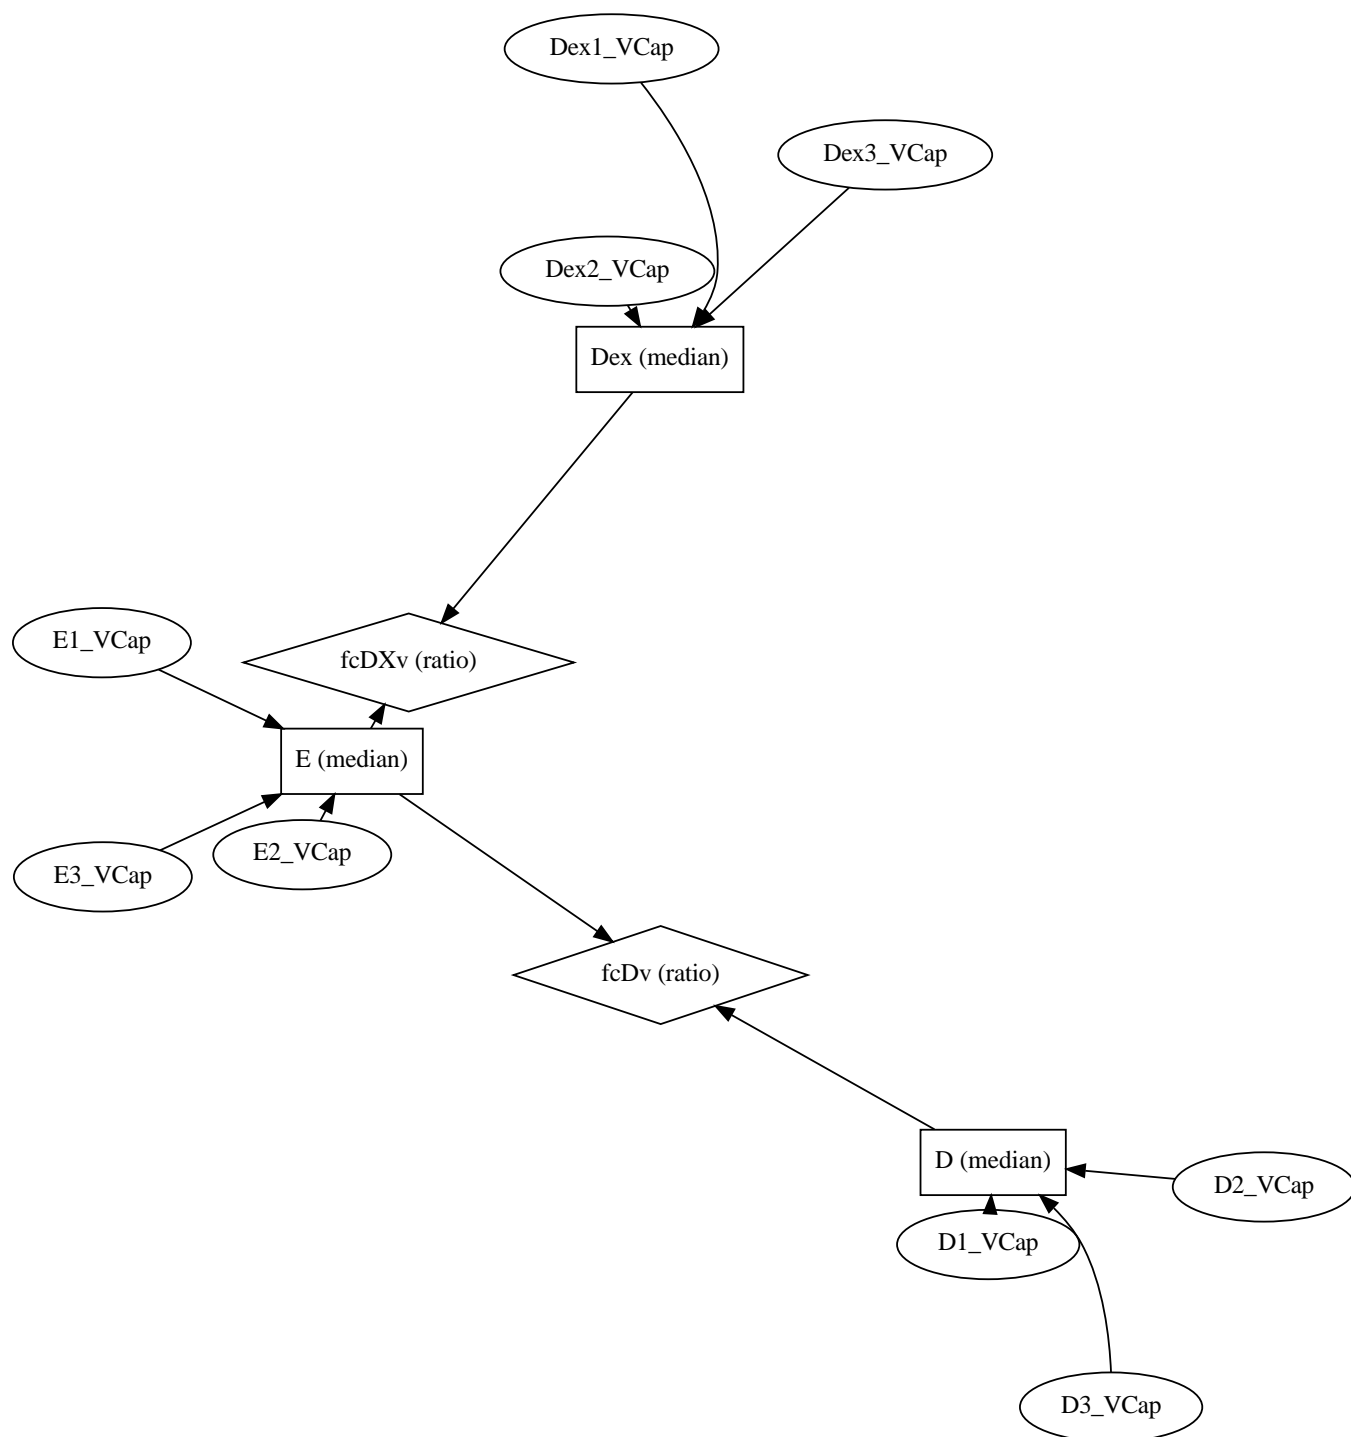 Dex1_VCap
Dex3_VCap
Dex2_VCap
Dex (median)
E1_VCap
fcDXv (ratio)
E (median)
E2_VCap
E3_VCap
fcDv (ratio)
D (median)
D2_VCap
D1_VCap
D3_VCap